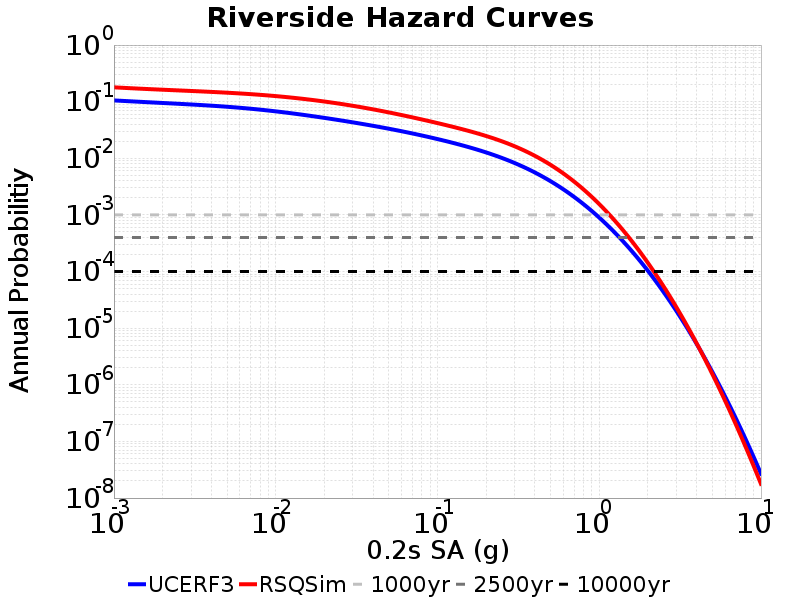 Riverside Hazard Curves
Annual Probabilitiy
10^0
10^-1
10^-2
10^-3
10^-4
10^-5
10^-6
10^-7
10^-8
10^-3 10^-2 10^-1 10^0 10^1
0.2s SA (g)
UCERF3 RSQSim 1000yr 2500yr 10000yr